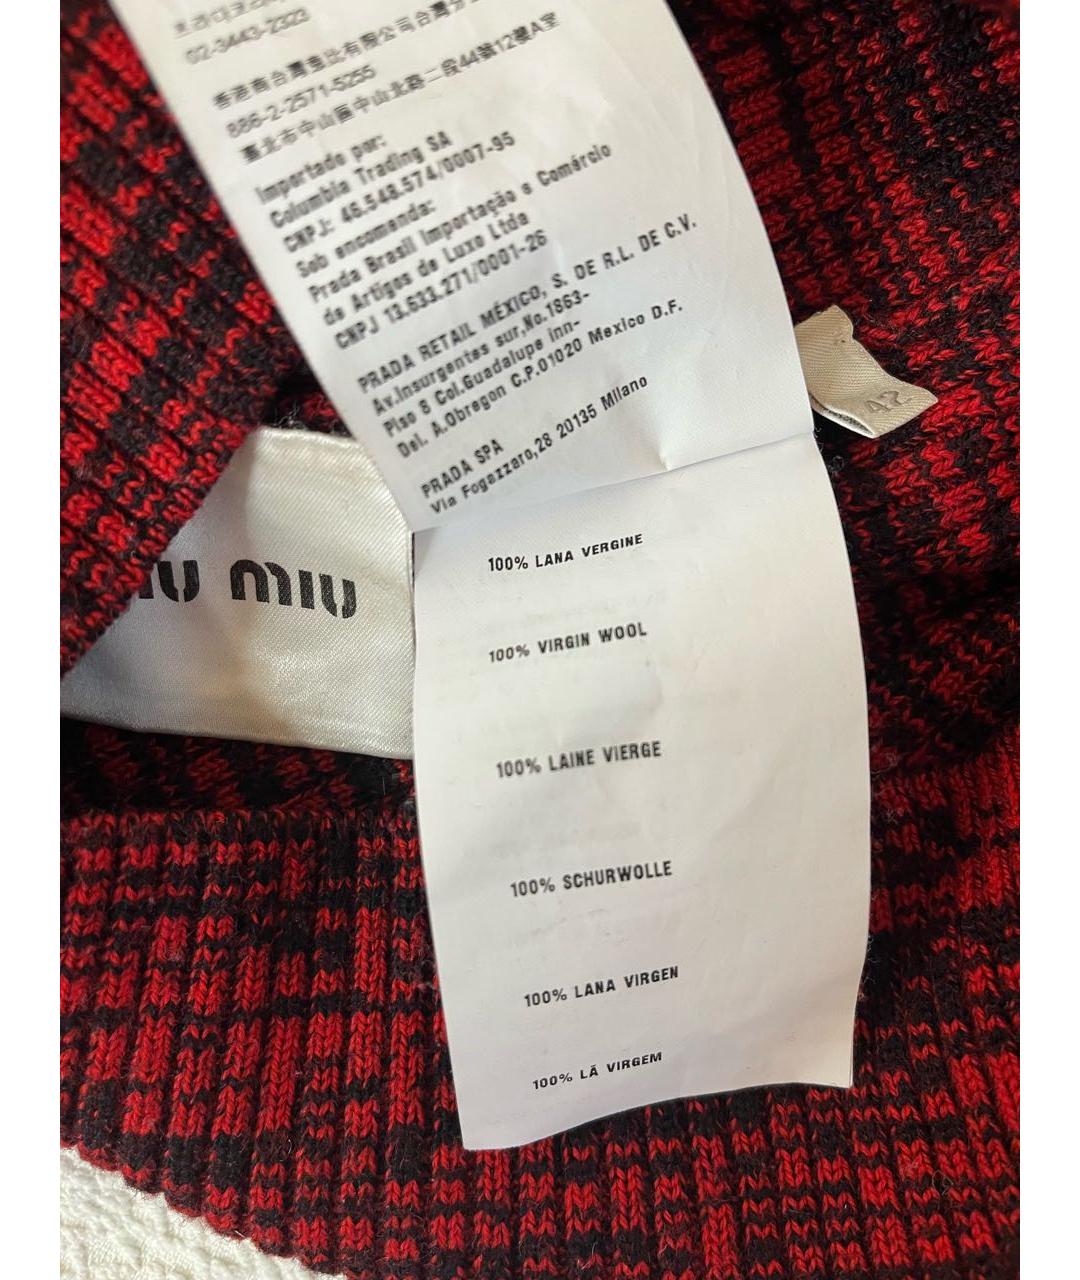 02-3443-2323
香港商台灣普拉比有限公司台灣分
886-2-2571-5255
臺北市中山區中山北路二段44號12樓A室
Importado por:
Columbia Trading SA
CNPJ: 46.548.574/0007-95
Sob encomenda:
Prada Brasil Importação e Comércio
de Artigos de Luxo Ltda
CNPJ 13.633.271/0001-26
PRADA RETAIL MÉXICO, S. DE R.L. DE C.V.
Av.Insurgentes sur,No.1863-
Piso 8 Col.Guadalupe inn-
Del. A.Obregon C.P.01020 Mexico D.F.
PRADA SPA
Via Fogazzaro,28 20135 Milano
42
IU MIU
100% LANA VERGINE
100% VIRGIN WOOL
100% LAINE VIERGE
100% SCHURWOLLE
100% LANA VIRGEN
100% LÃ VIRGEM